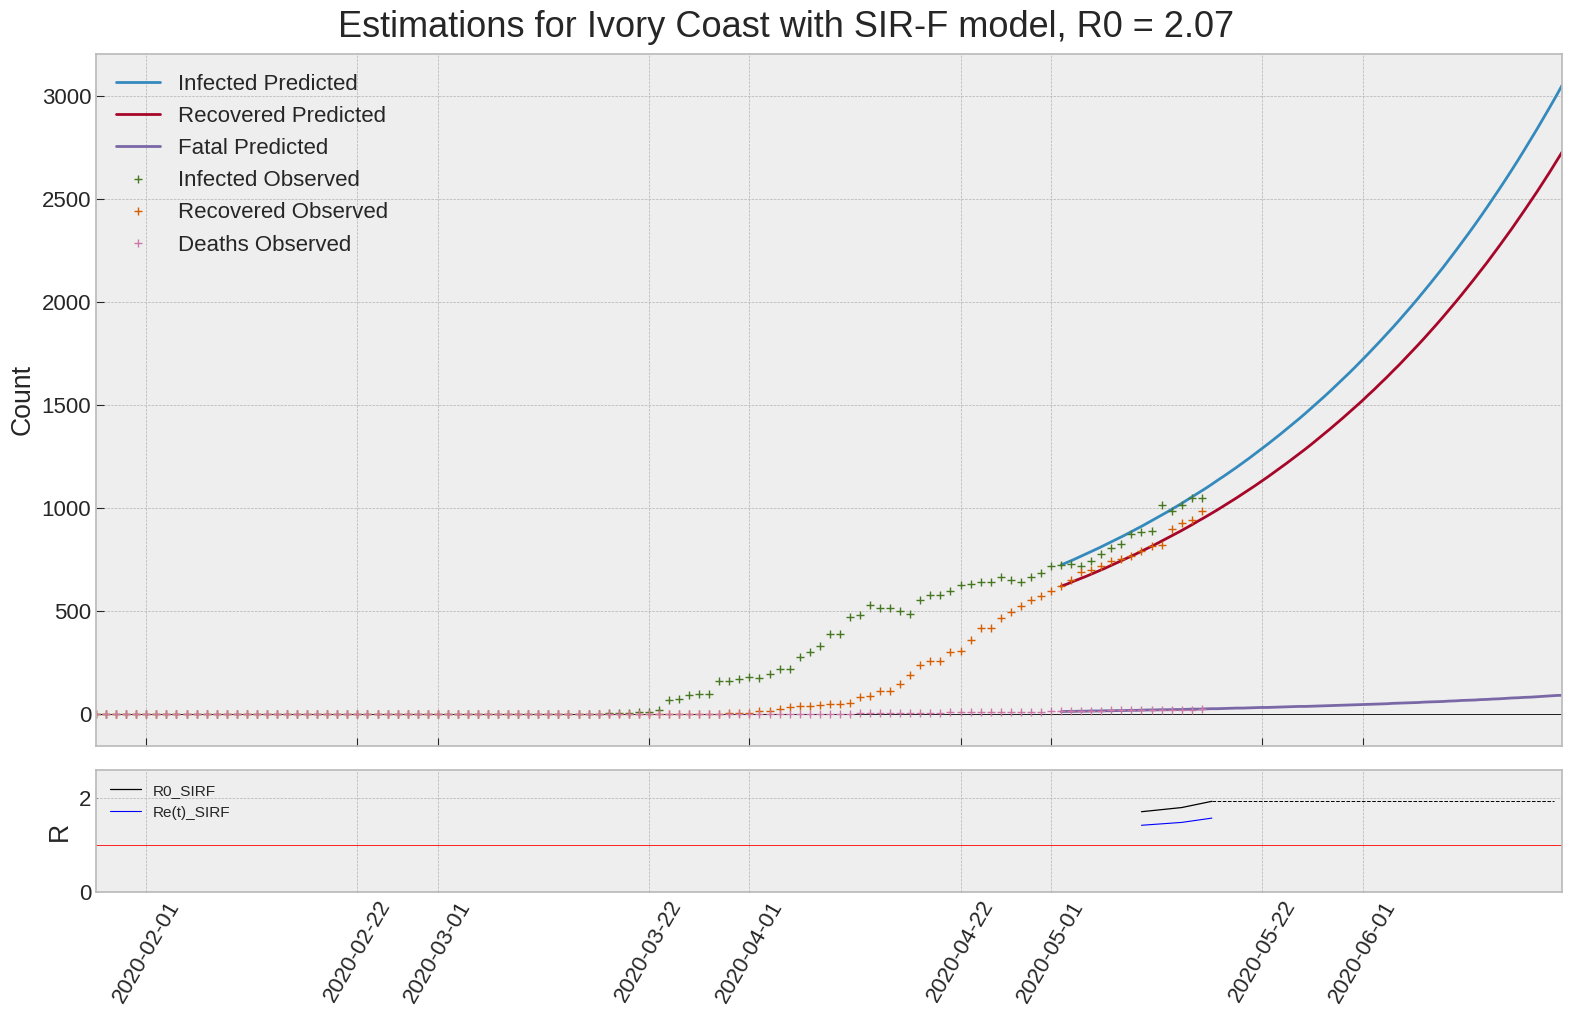 Estimations for Ivory Coast with SIR-F model, R0 = 2.07
Infected Predicted
Recovered Predicted
Fatal Predicted
Infected Observed
Recovered Observed
Deaths Observed
3000
2500
2000
1500
1000
500
0
Count
R0_SIRF
Re(t)_SIRF
2
0
R
2020-02-01
2020-02-22
2020-03-01
2020-03-22
2020-04-01
2020-04-22
2020-05-01
2020-05-22
2020-06-01